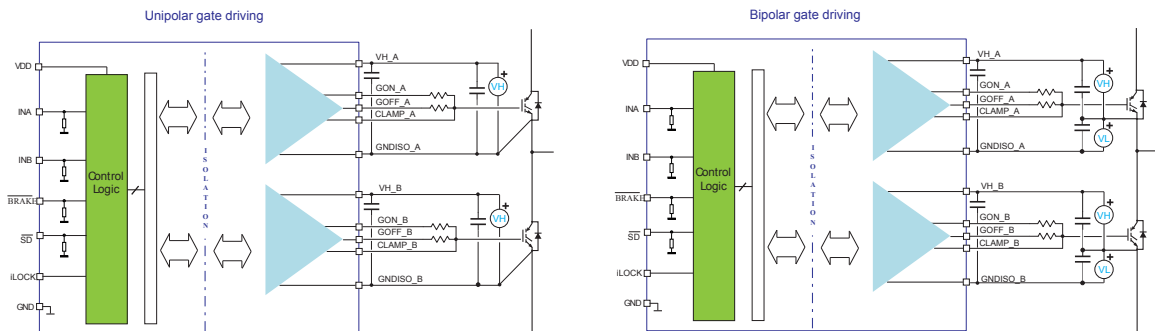 Unipolar gate driving
VDD
INA
INB
BRAKE
SD
iLOCK
GND
Control
Logic
ISOLATION
VH_A
GON_A
GOFF_A
CLAMP_A
GNDISO_A
VH
+
VH_B
GON_B
GOFF_B
CLAMP_B
GNDISO_B
VH
+
Bipolar gate driving
VDD
INA
INB
BRAKE
SD
iLOCK
GND
Control
Logic
ISOLATION
VH_A
GON_A
GOFF_A
CLAMP_A
GNDISO_A
VH
+
VL
+
VH_B
GON_B
GOFF_B
CLAMP_B
GNDISO_B
VH
+
VL
+